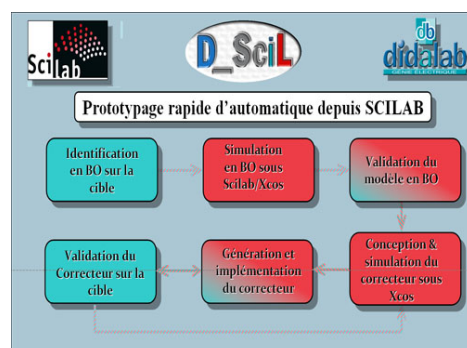 Scilab
D_SciL
db
didalab
GENIE ELECTRIQUE
Prototypage rapide d'automatique depuis SCILAB
Identification
en BO sur la
cible
Simulation
en BO sous
Scilab/Xcos
Validation du
modèle en BO
Validation du
Correcteur sur la
cible
Génération et
implémentation
du correcteur
Conception &
simulation du
correcteur sous
Xcos